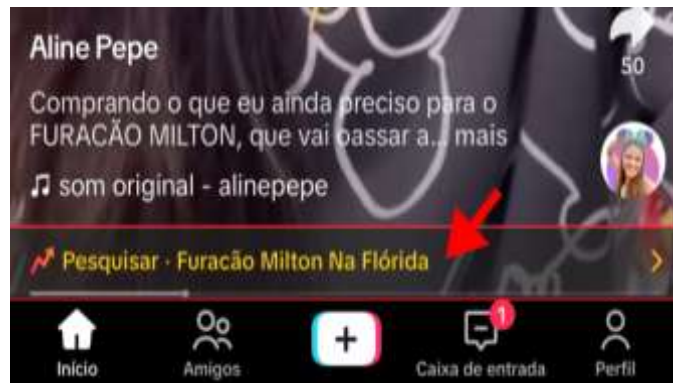 Aline Pepe
50
Comprando o que eu ainda preciso para o
FURACÃO MILTON, que vai passar a... mais
som original - alinepepe
Pesquisar · Furacão Milton Na Flórida
1
Início
Amigos
Caixa de entrada
Perfil